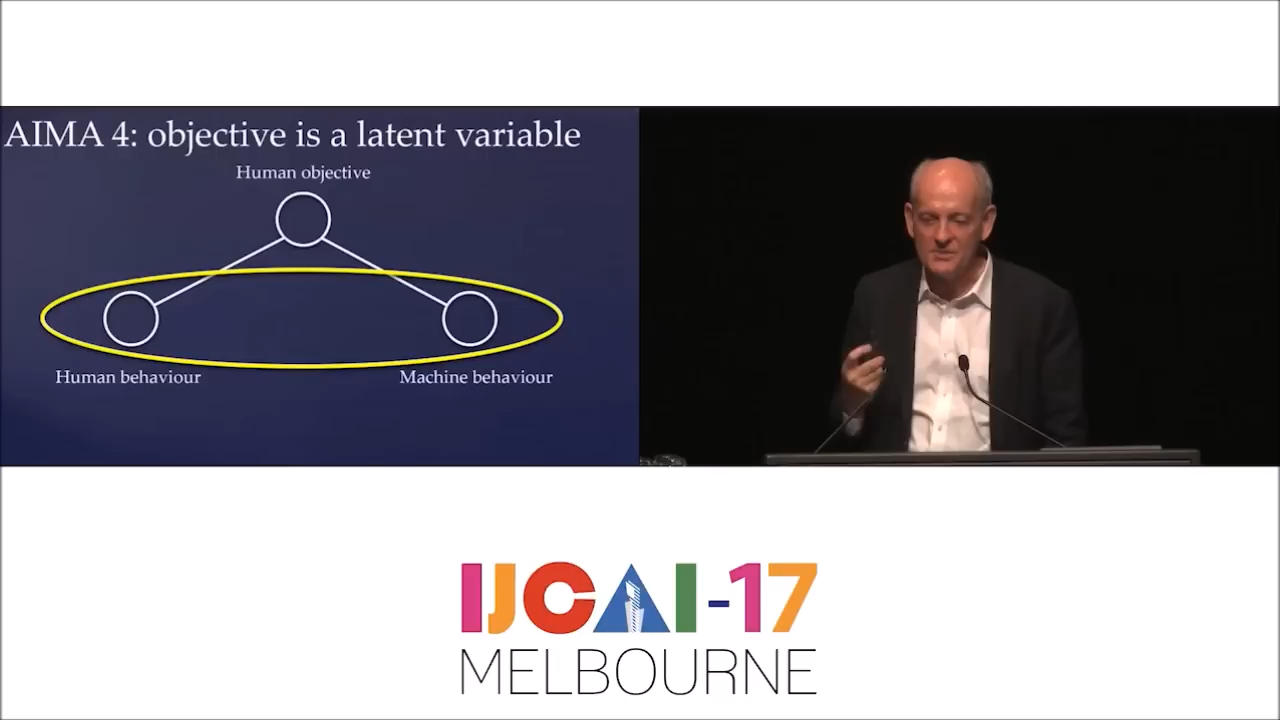 AIMA 4: objective is a latent variable
Human objective
Human behaviour
Machine behaviour
IJCAI-17
MELBOURNE